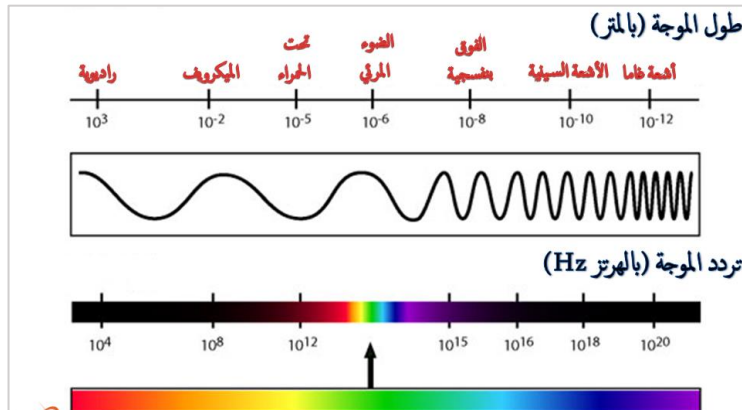 طول الموجة (بالمتر)
راديوية الميكرويف تحت الحمراء الضوء المرئي الفوق بنفسجية الأشعة السينية أشعة غاما
10³ 10⁻² 10⁻⁵ 10⁻⁶ 10⁻⁸ 10⁻¹⁰ 10⁻¹²
تردد الموجة (بالهرتز Hz)
10⁴ 10⁸ 10¹² 10¹⁵ 10¹⁶ 10¹⁸ 10²⁰